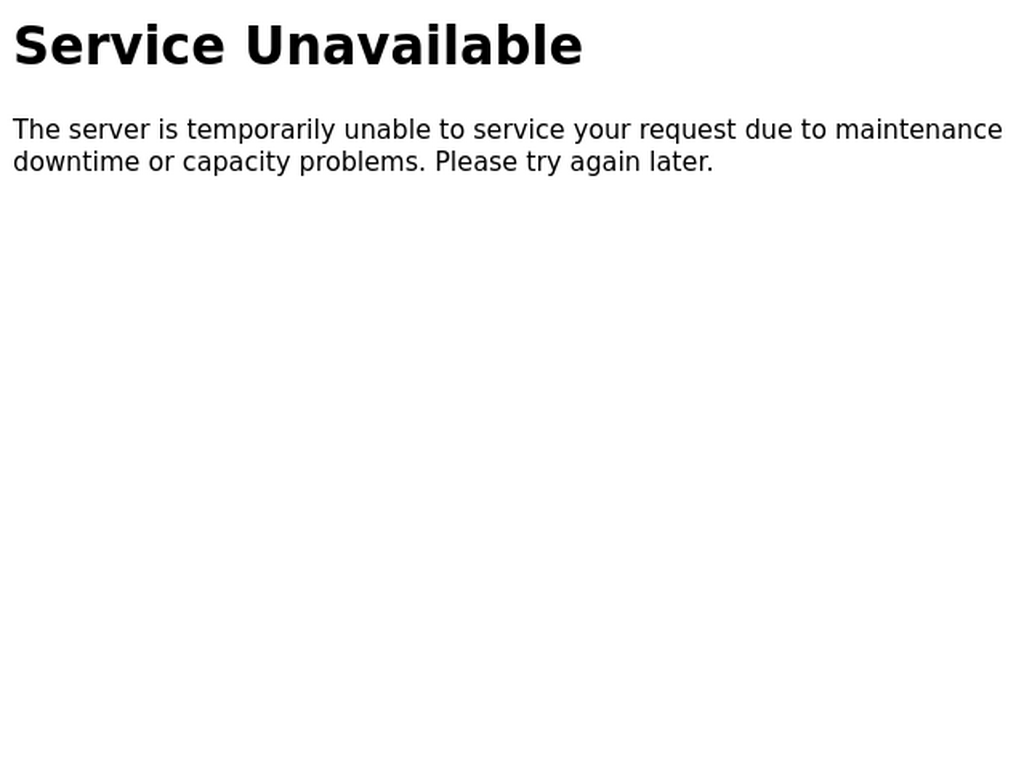 Service Unavailable
The server is temporarily unable to service your request due to maintenance
downtime or capacity problems. Please try again later.